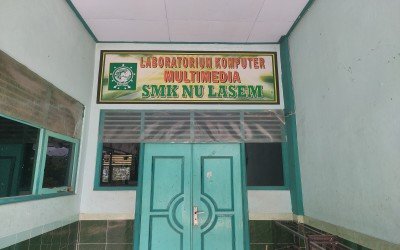 LABORATORIUM KOMPUTER
MULTIMEDIA
SMK NU LASEM